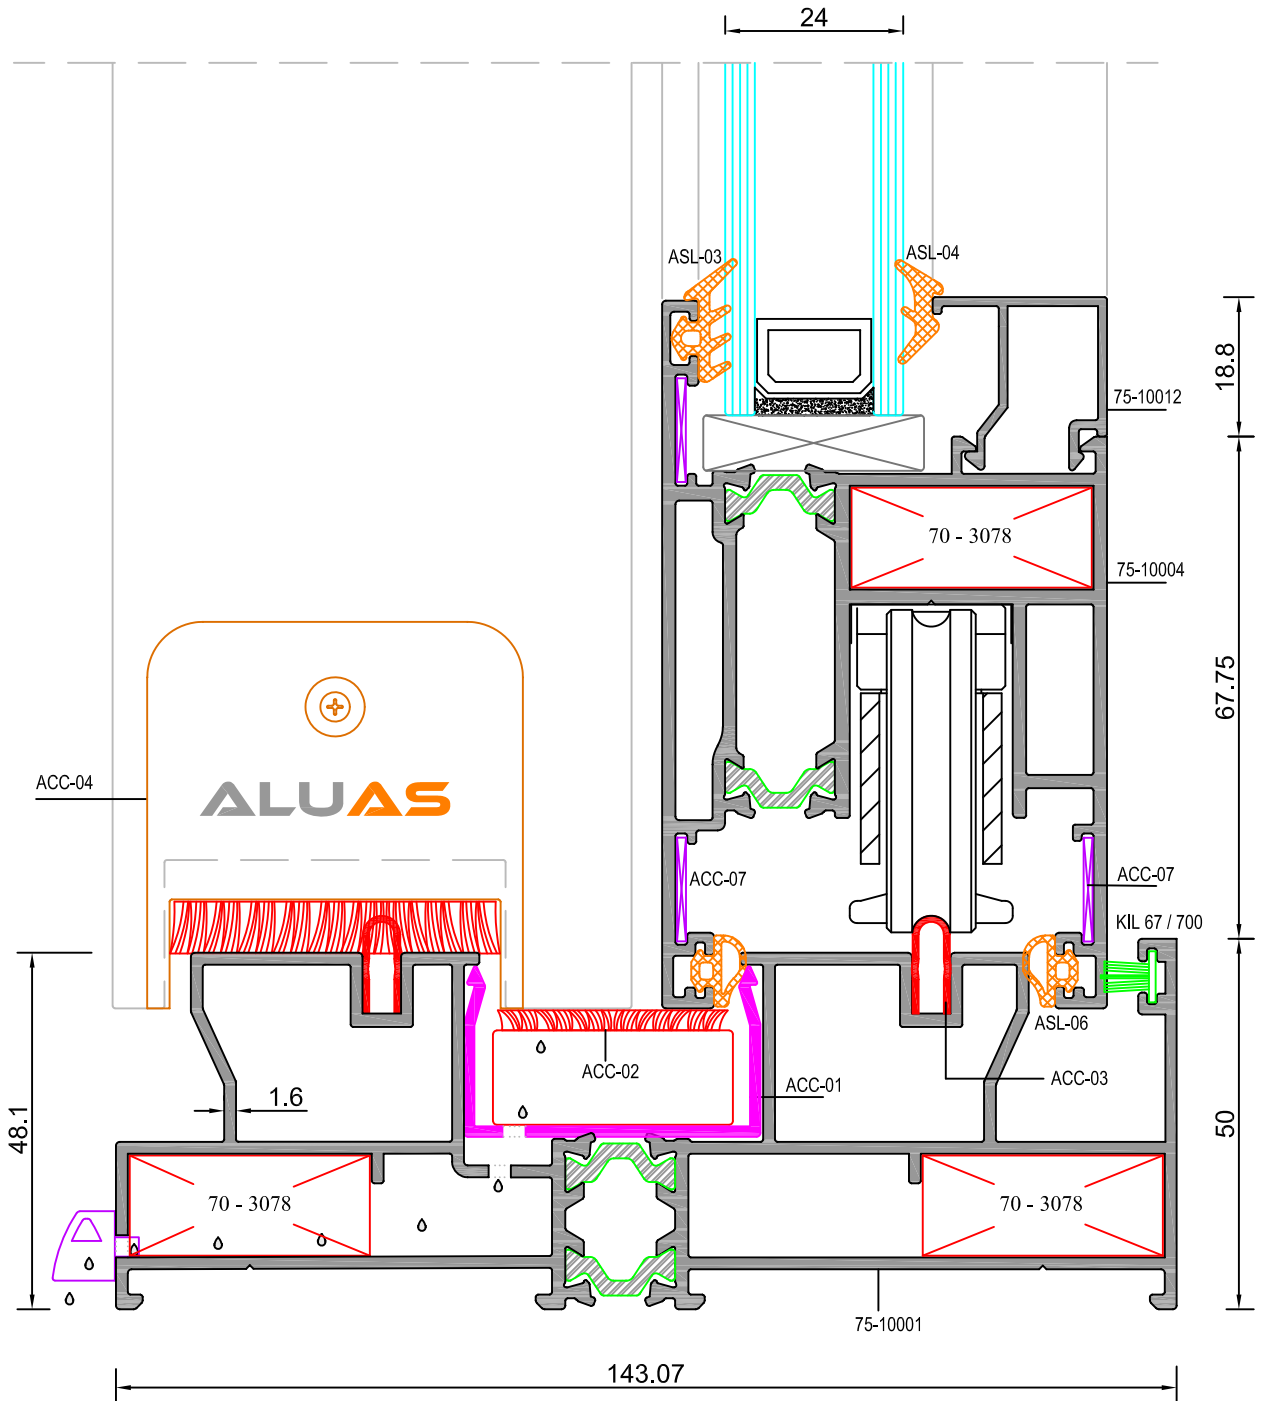 24
ASL-03
ASL-04
18.8
75-10012
70 - 3078
75-10004
67.75
ACC-04
ALUAS
ACC-07
ACC-07
KIL 67 / 700
ASL-06
ACC-02
ACC-01
ACC-03
1.6
48.1
50
70 - 3078
70 - 3078
75-10001
143.07